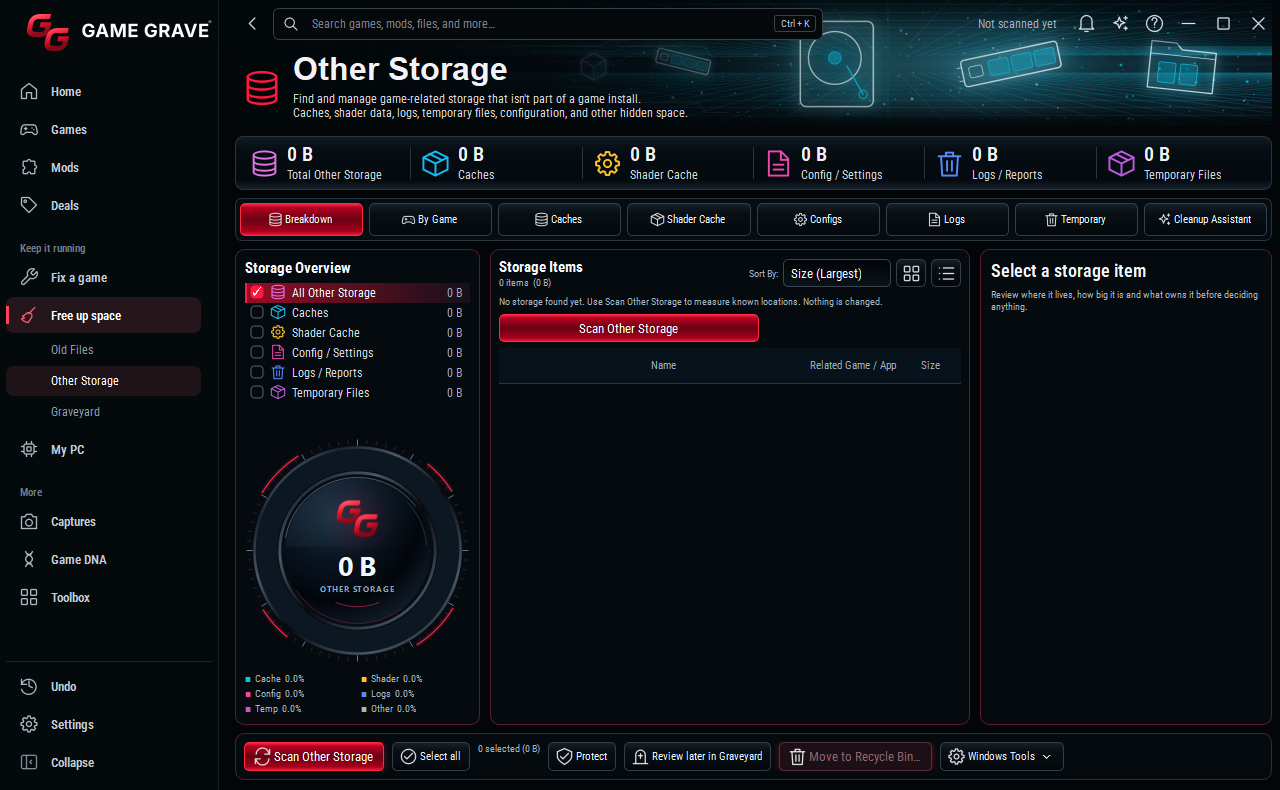 GAME GRAVE
Search games, mods, files, and more...
Ctrl + K
Not scanned yet
Home
Games
Mods
Deals
Keep it running
Fix a game
Free up space
Old Files
Other Storage
Graveyard
My PC
More
Captures
Game DNA
Toolbox
Undo
Settings
Collapse
Other Storage
Find and manage game-related storage that isn't part of a game install.
Caches, shader data, logs, temporary files, configuration, and other hidden space.
0 B
Total Other Storage
0 B
Caches
0 B
Shader Cache
0 B
Config / Settings
0 B
Logs / Reports
0 B
Temporary Files
Breakdown
By Game
Caches
Shader Cache
Configs
Logs
Temporary
Cleanup Assistant
Storage Overview
All Other Storage 0 B
Caches 0 B
Shader Cache 0 B
Config / Settings 0 B
Logs / Reports 0 B
Temporary Files 0 B
GG
0 B
OTHER STORAGE
Cache 0.0% Shader 0.0%
Config 0.0% Logs 0.0%
Temp 0.0% Other 0.0%
Storage Items
0 items (0 B)
Sort By: Size (Largest)
No storage found yet. Use Scan Other Storage to measure known locations. Nothing is changed.
Scan Other Storage
Name Related Game / App Size
Select a storage item
Review where it lives, how big it is and what owns it before deciding
anything.
Scan Other Storage
Select all
0 selected (0 B)
Protect
Review later in Graveyard
Move to Recycle Bin...
Windows Tools